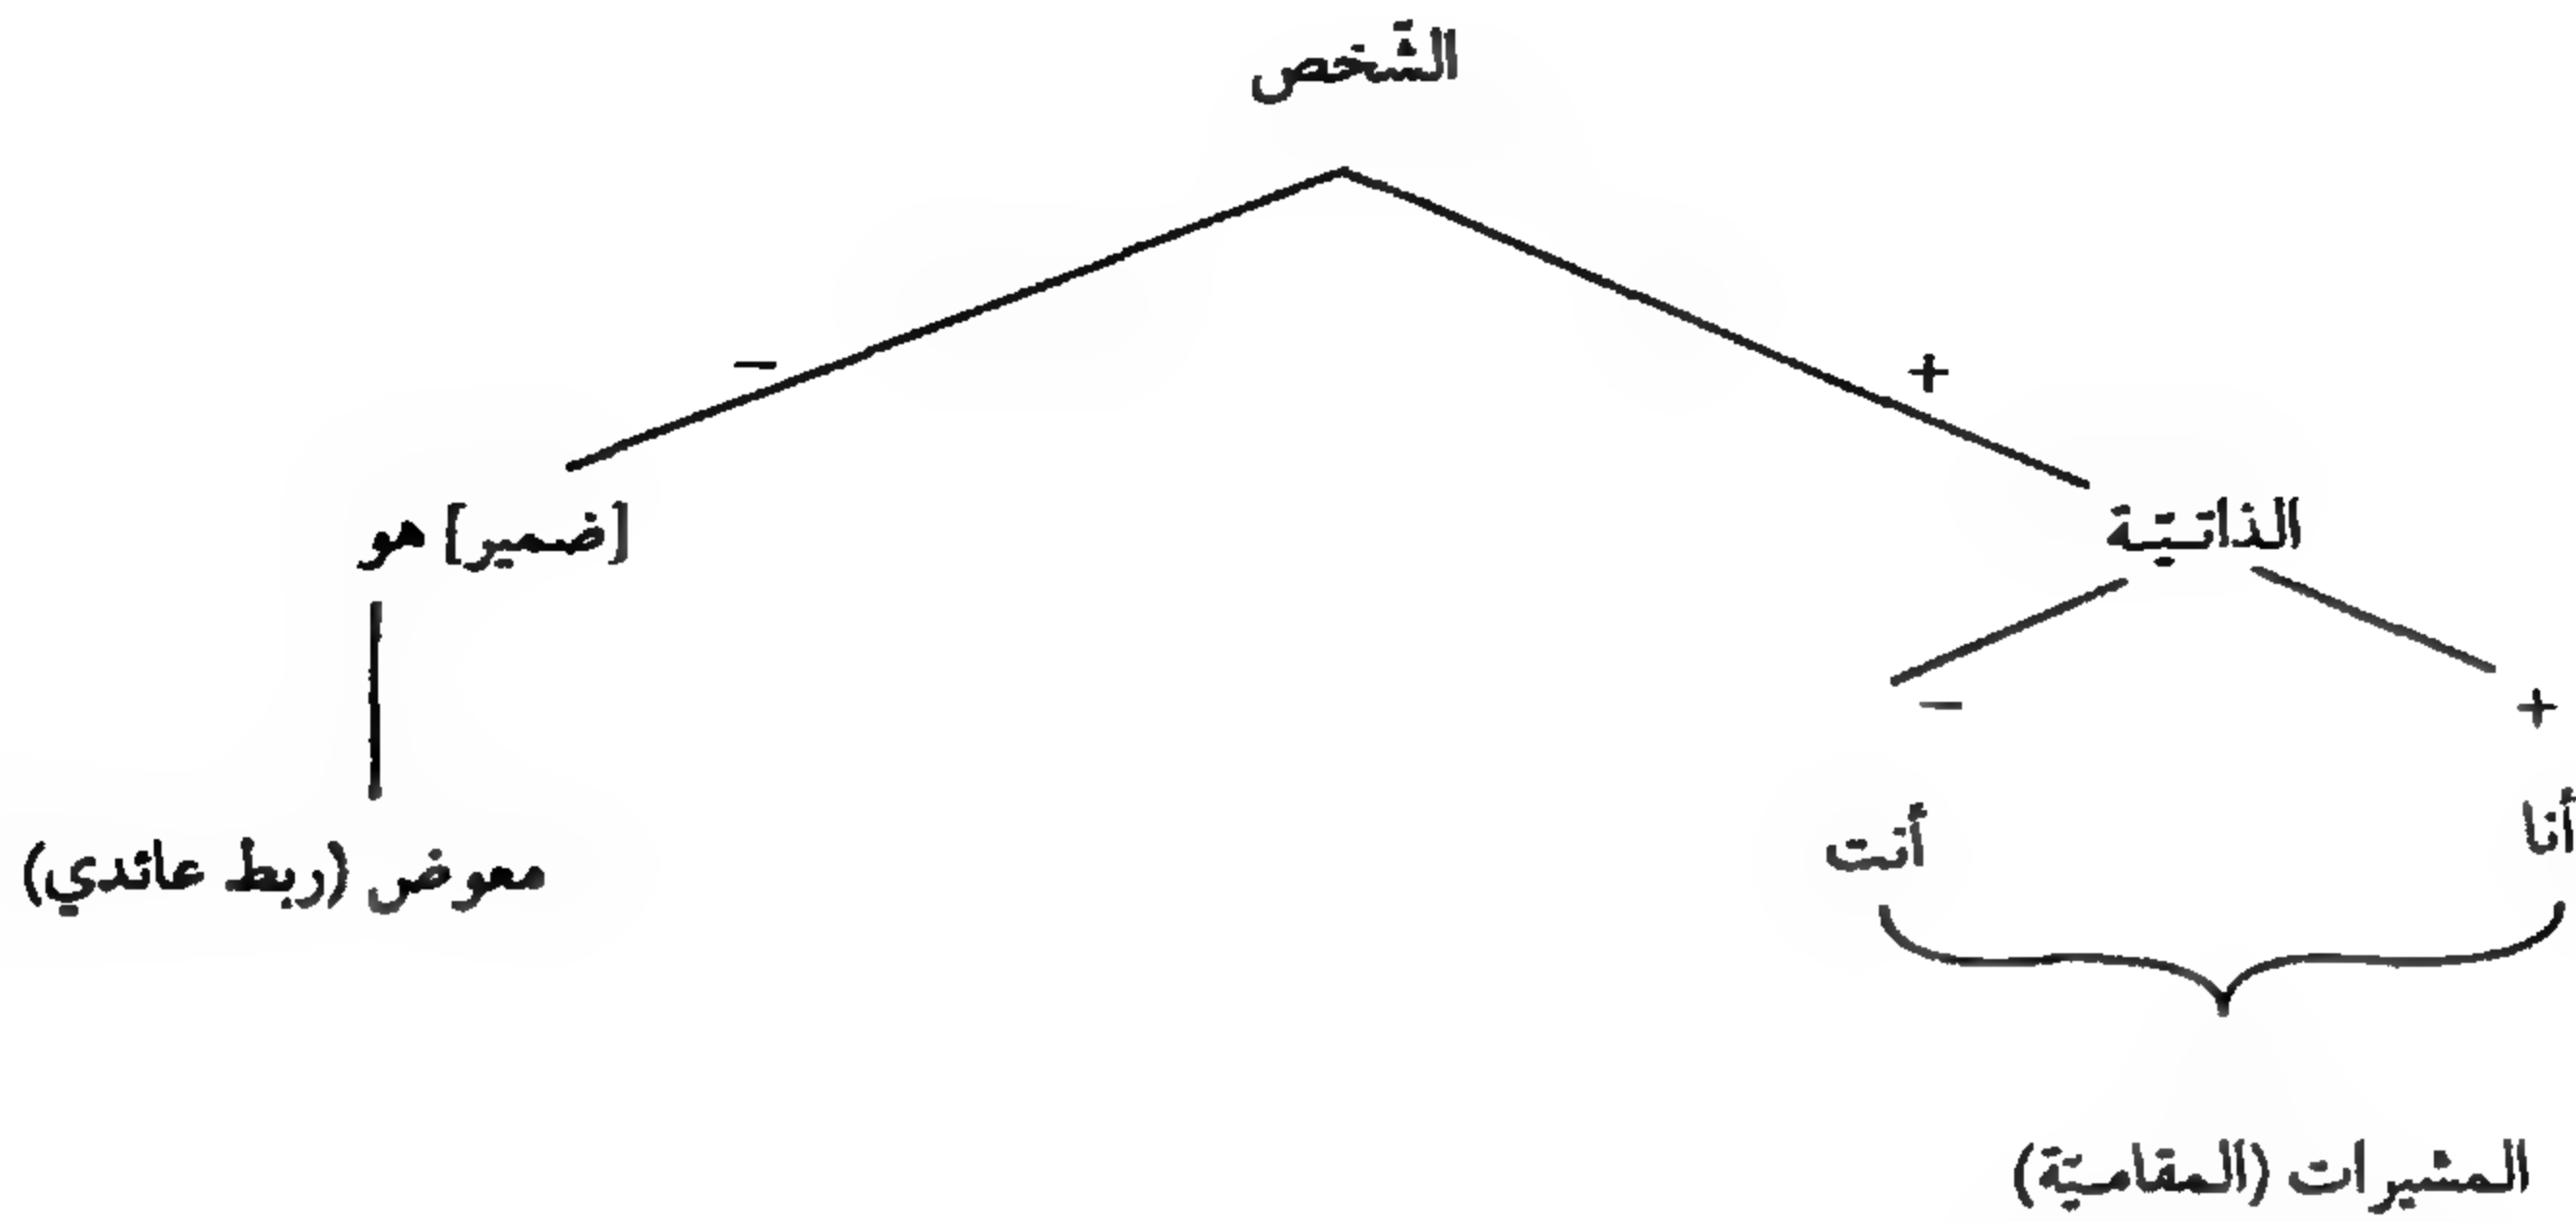 الشّخص
+
−
الذاتيّة
[ضمير] هو
+
−
أنا
أنت
معوض (ربط عائدي)
المشيرات (المقاميّة)